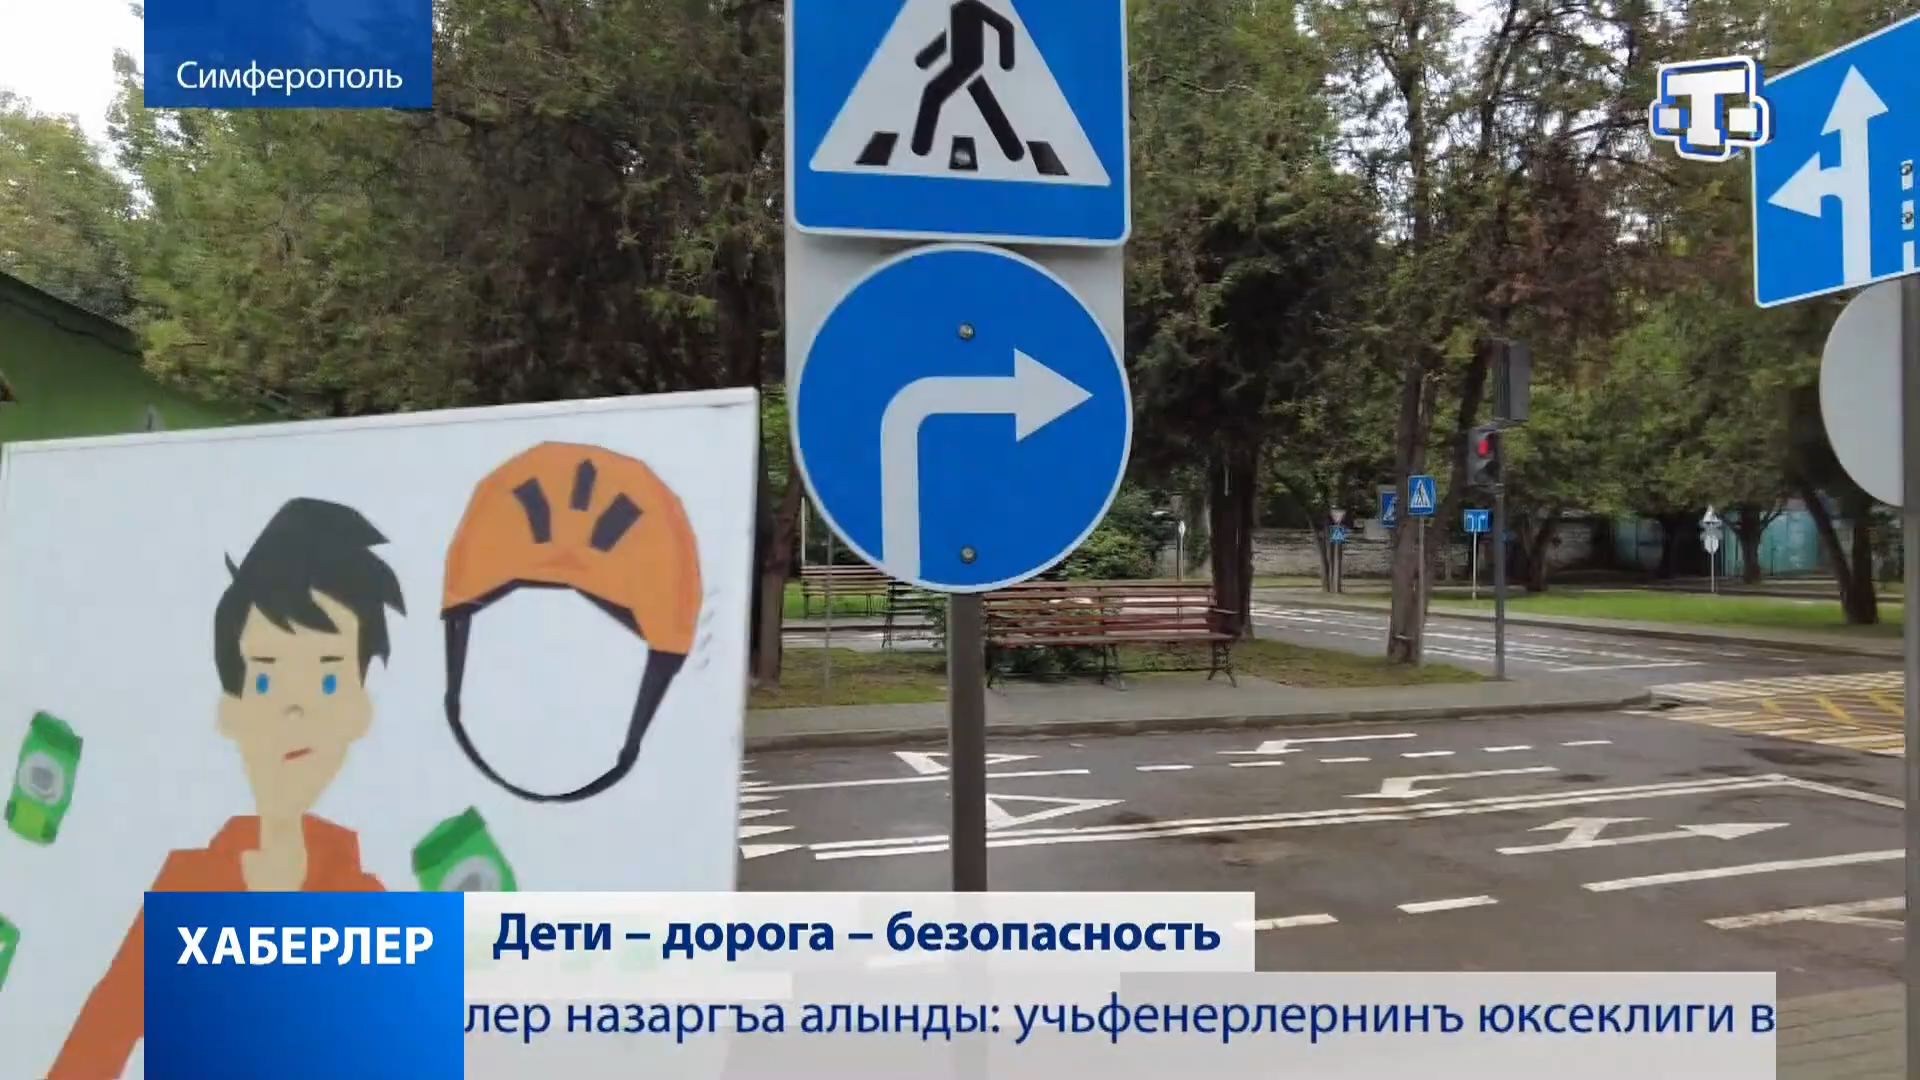 Симферополь
Т
ХАБЕРЛЕР
Дети – дорога – безопасность
лер назаргъа алынды: учьфенерлернинъ юксеклиги в